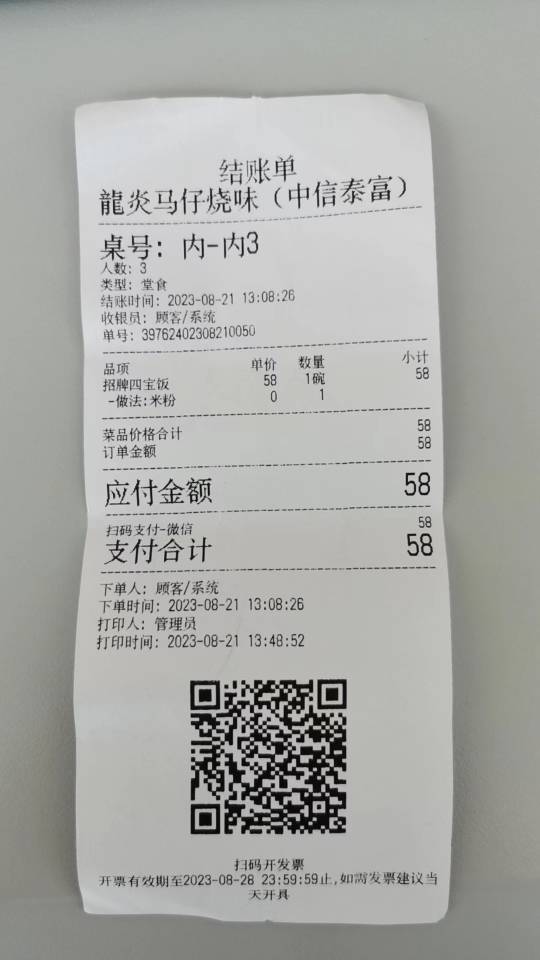 结账单
龍炎马仔烧味（中信泰富）
桌号: 内-内3
人数: 3
类型: 堂食
结账时间: 2023-08-21 13:08:26
收银员: 顾客/系统
单号: 39762402308210050
品项 单价 数量 小计
招牌四宝饭 58 1碗 58
-做法:米粉 0 1
菜品价格合计 58
订单金额 58
应付金额 58
扫码支付-微信 58
支付合计 58
下单人: 顾客/系统
下单时间: 2023-08-21 13:08:26
打印人: 管理员
打印时间: 2023-08-21 13:48:52
扫码开发票
开票有效期至2023-08-28 23:59:59止,如需发票建议当
天开具